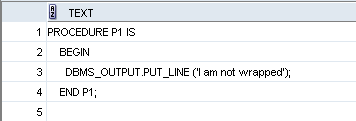 TEXT
1 PROCEDURE P1 IS
2 BEGIN
3 DBMS_OUTPUT.PUT_LINE ('I am not wrapped');
4 END P1;
5